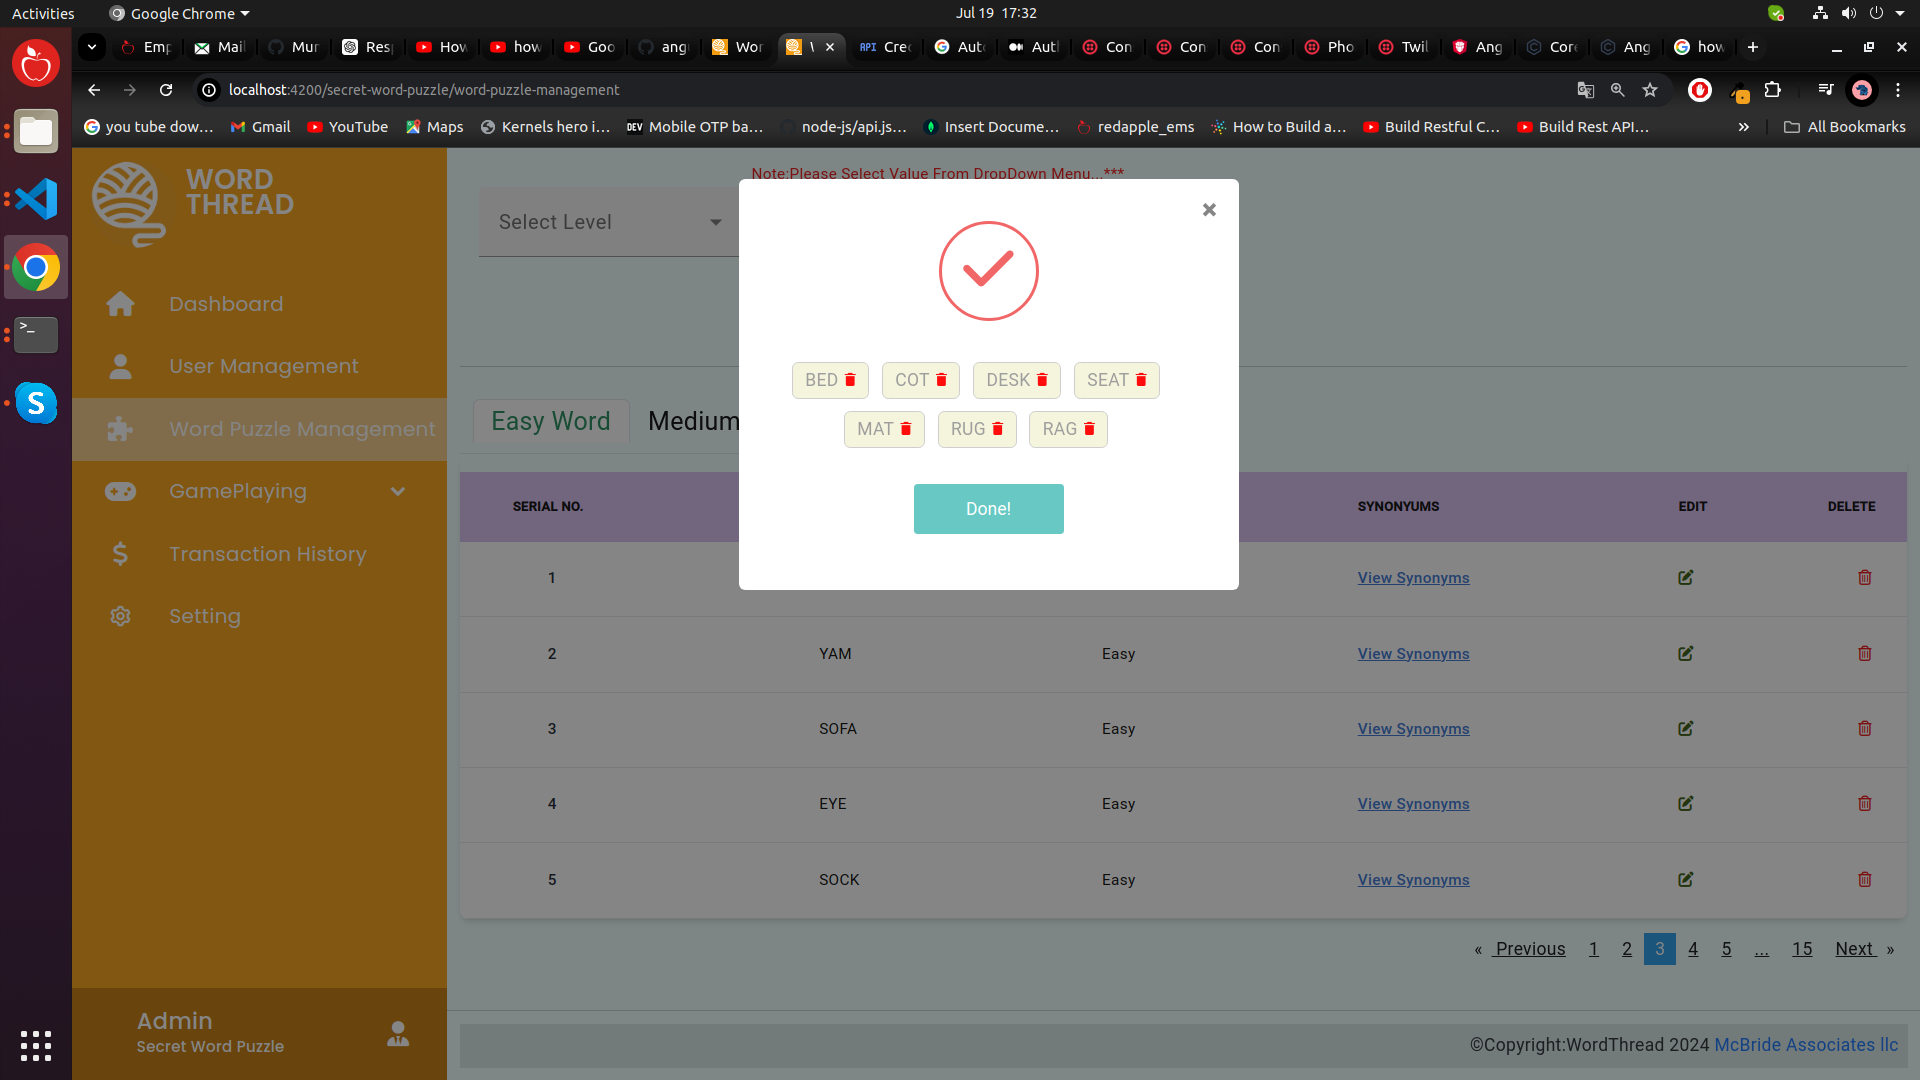 Activities
Google Chrome
Jul 19 17:32
Emp
Mail
Mur
Resp
How
how
Goo
ang
Wor
API Crec
Auto
Auth
Con
Con
Con
Pho
Twil
Ang
Core
Ang
how
localhost:4200/secret-word-puzzle/word-puzzle-management
you tube dow...
Gmail
YouTube
Maps
Kernels hero i...
DEV Mobile OTP ba...
node-js/api.js...
Insert Docume...
redapple_ems
How to Build a...
Build Restful C...
Build Rest API...
All Bookmarks
WORD
THREAD
Dashboard
User Management
Word Puzzle Management
GamePlaying
Transaction History
Setting
Admin
Secret Word Puzzle
Note:Please Select Value From DropDown Menu...***
Select Level
Easy Word
Medium
BED
COT
DESK
SEAT
MAT
RUG
RAG
Done!
SERIAL NO.
SYNONYUMS
EDIT
DELETE
1
View Synonyms
2
YAM
Easy
View Synonyms
3
SOFA
Easy
View Synonyms
4
EYE
Easy
View Synonyms
5
SOCK
Easy
View Synonyms
« Previous 1 2 3 4 5 ... 15 Next »
©Copyright:WordThread 2024 McBride Associates llc